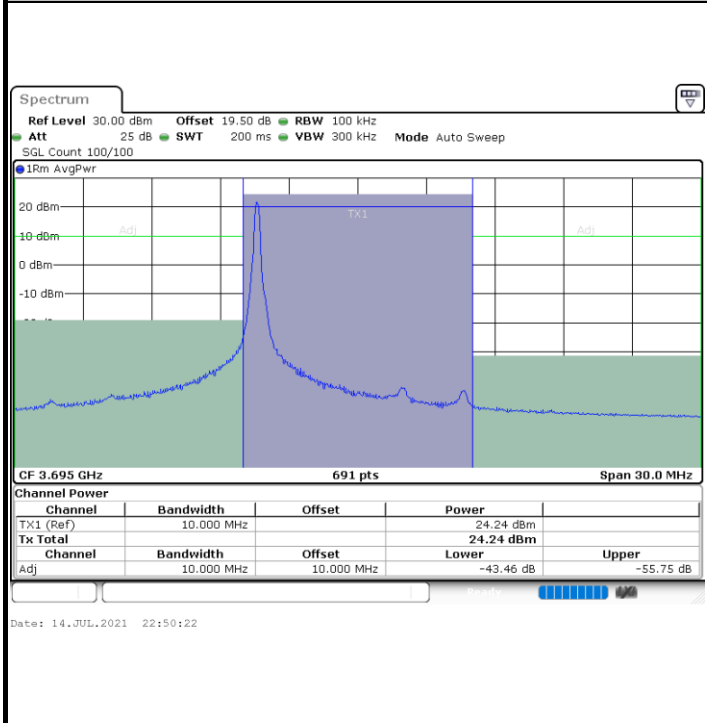 Spectrum
Ref Level 30.00 dBm Offset 19.50 dB RBW 100 kHz
Att 25 dB SWT 200 ms VBW 300 kHz Mode Auto Sweep
SGL Count 100/100
1Rm AvgPwr
20 dBm
TX1
Adj
Adj
10 dBm
0 dBm
-10 dBm
CF 3.695 GHz 691 pts Span 30.0 MHz
Channel Power
Channel Bandwidth Offset Power
TX1 (Ref) 10.000 MHz 24.24 dBm
Tx Total 24.24 dBm
Channel Bandwidth Offset Lower Upper
Adj 10.000 MHz 10.000 MHz -43.46 dB -55.75 dB
Ready
Date: 14.JUL.2021 22:50:22